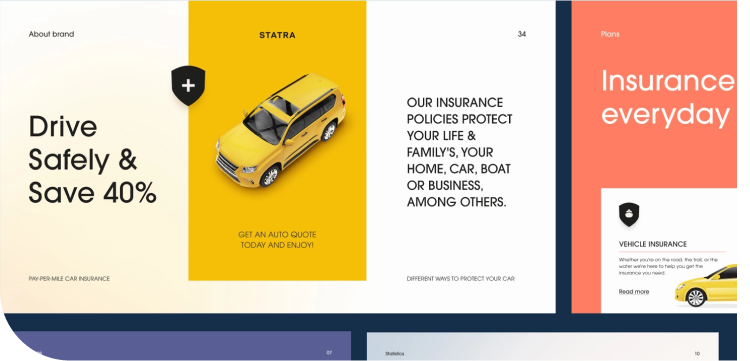 About brand
STATRA
34
Drive
Safely &
Save 40%
OUR INSURANCE
POLICIES PROTECT
YOUR LIFE &
FAMILY'S, YOUR
HOME, CAR, BOAT
OR BUSINESS,
AMONG OTHERS.
GET AN AUTO QUOTE
TODAY AND ENJOY!
PAY-PER-MILE CAR INSURANCE
DIFFERENT WAYS TO PROTECT YOUR CAR
Plans
Insurance
everyday
VEHICLE INSURANCE
Whether you're on the road, the trail, or the
water we're here to help you get the
insurance you need.
Read more
07
Statistics
10